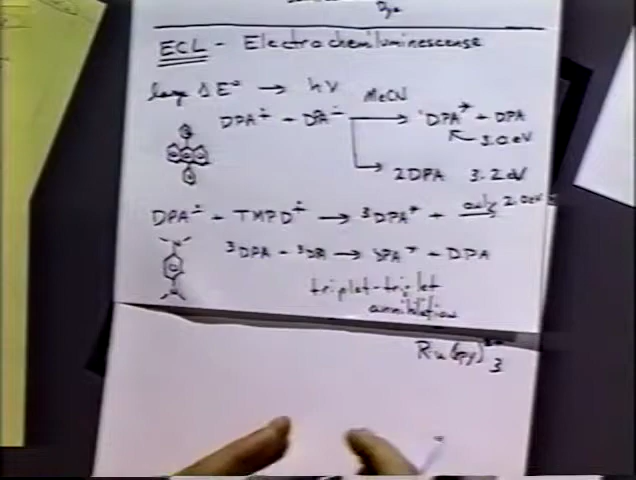 ECL - Electrochemiluminescense
large Δ E° → hν
MeCN
DPA⁺ + DPA⁻ → ¹DPA* + DPA
3.0 eV
2DPA 3.2 eV
DPA⁻ + TMPD⁺ → ³DPA* + only 2.0 eV
³DPA + ³DPA → ¹DPA* + DPA
triplet-triplet
annihilation
Ru(bpy)₃